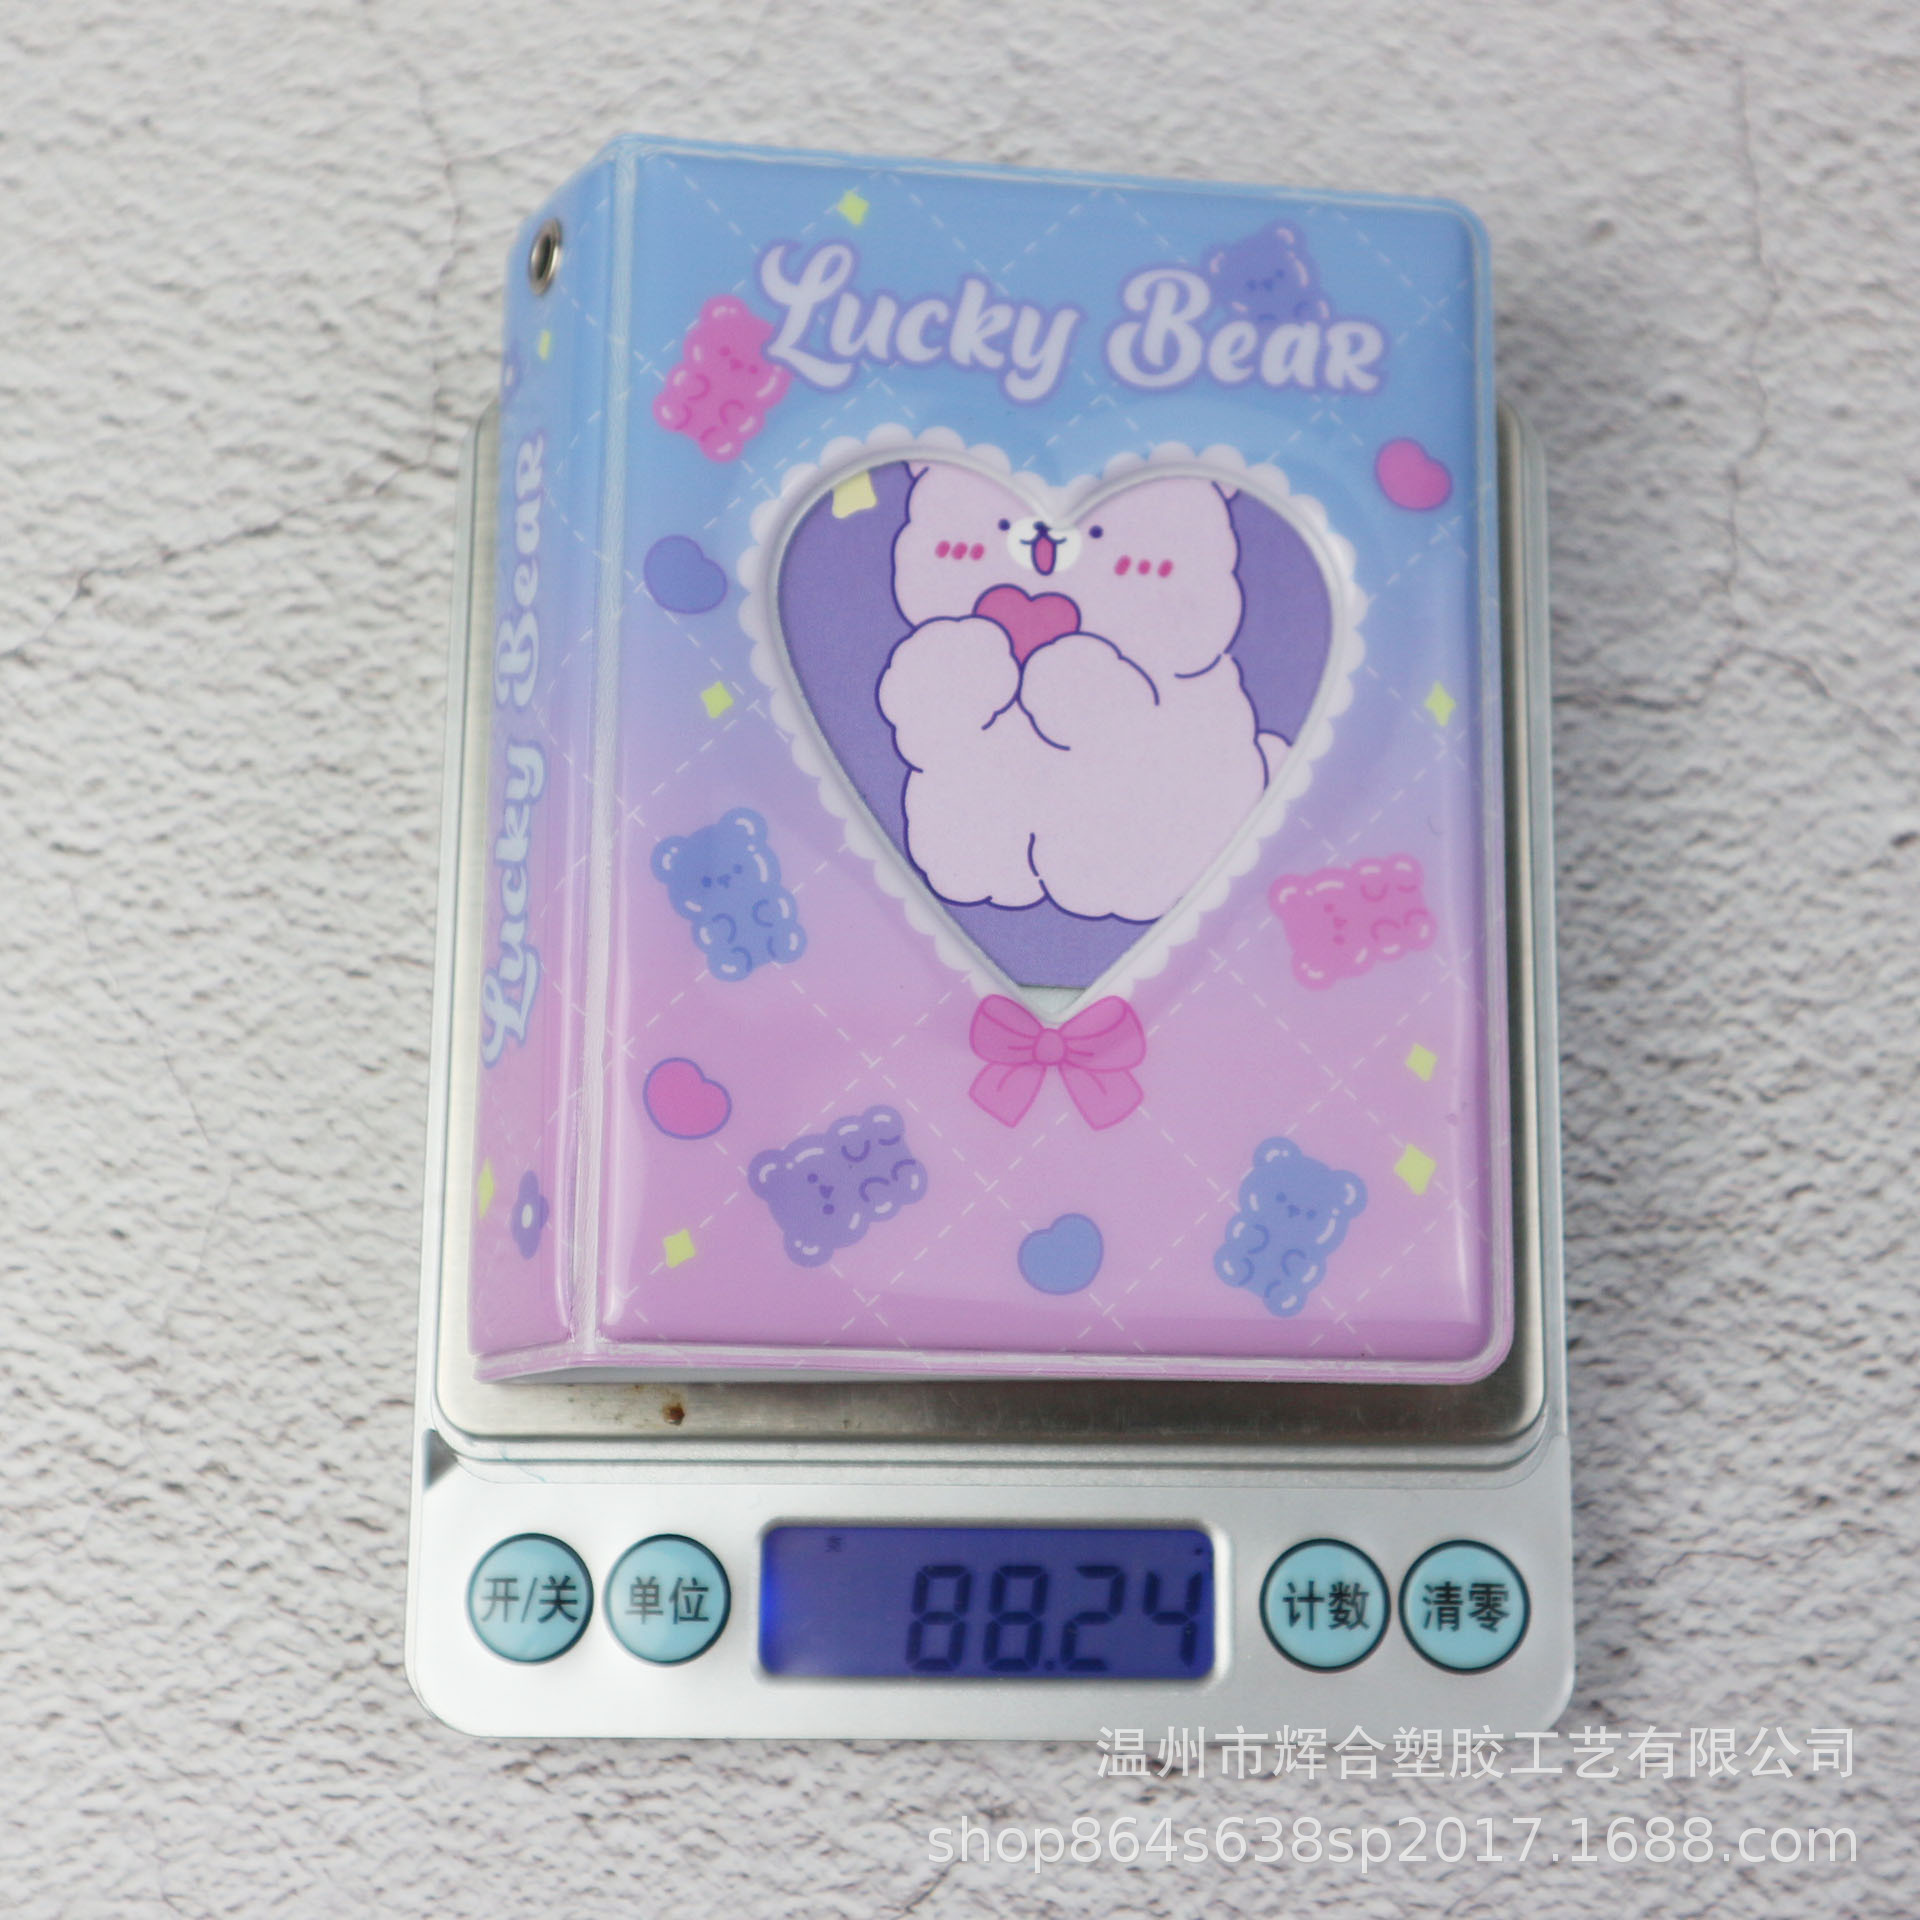 Lucky Bear
Lucky Bear
开/关
单位
88.24
计数
清零
温州市辉合塑胶工艺有限公司
shop864s638sp2017.1688.com